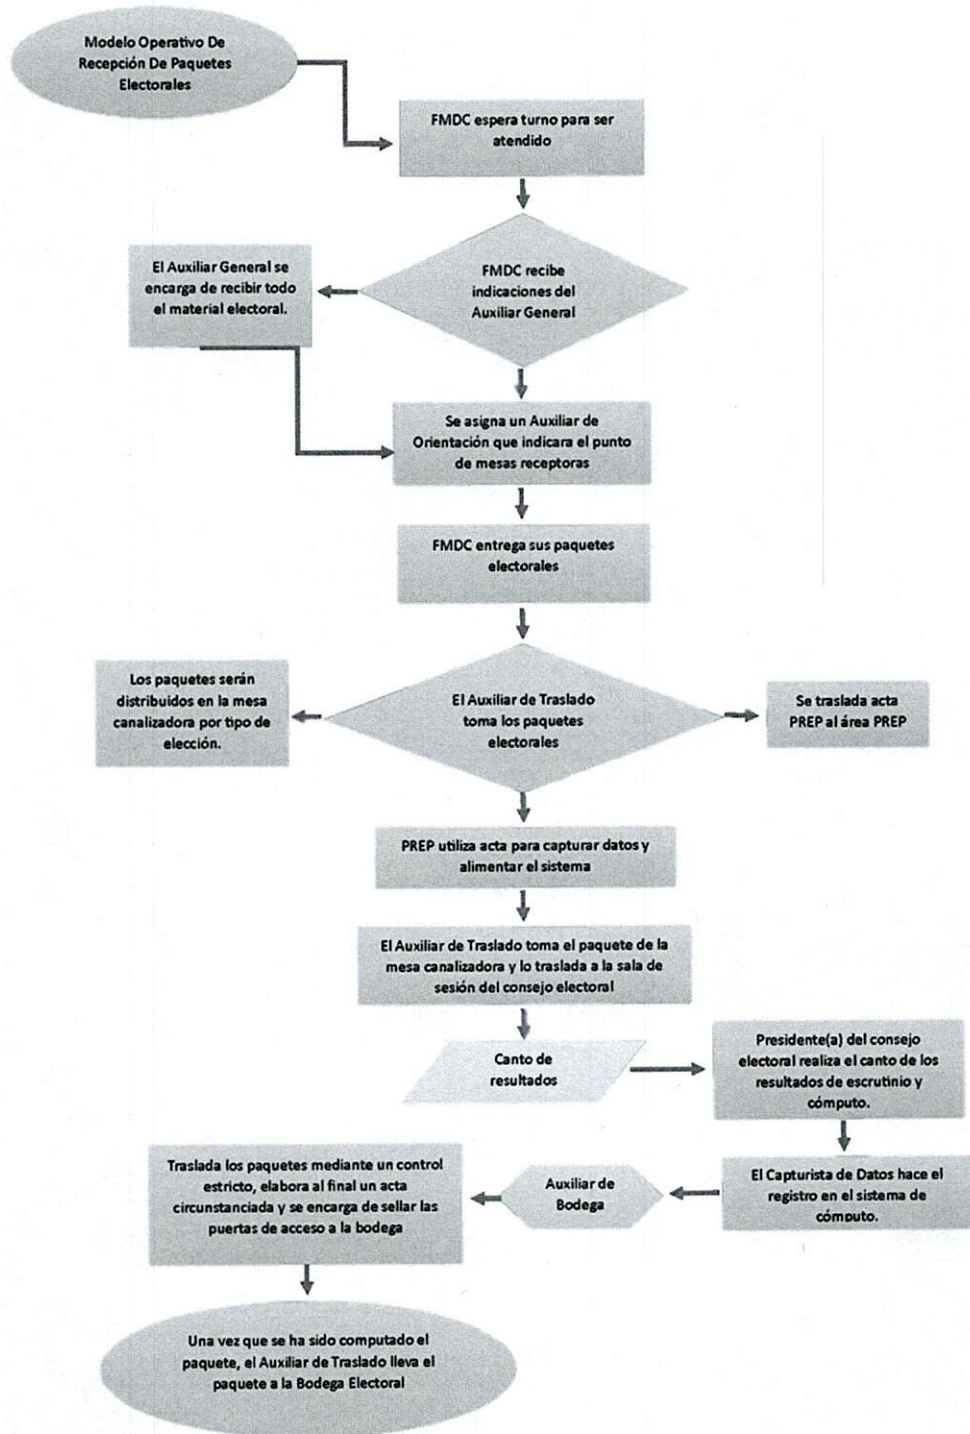 Modelo Operativo De
Recepción De Paquetes
Electorales
FMDC espera turno para ser
atendido
FMDC recibe
indicaciones del
Auxiliar General
El Auxiliar General se
encarga de recibir todo
el material electoral.
Se asigna un Auxiliar de
Orientación que indicara el punto
de mesas receptoras
FMDC entrega sus paquetes
electorales
El Auxiliar de Traslado
toma los paquetes
electorales
Los paquetes serán
distribuidos en la mesa
canalizadora por tipo de
elección.
Se traslada acta
PREP al área PREP
PREP utiliza acta para capturar datos y
alimentar el sistema
El Auxiliar de Traslado toma el paquete de la
mesa canalizadora y lo traslada a la sala de
sesión del consejo electoral
Canto de
resultados
Presidente(a) del consejo
electoral realiza el canto de los
resultados de escrutinio y
cómputo.
El Capturista de Datos hace el
registro en el sistema de
cómputo.
Auxiliar de
Bodega
Traslada los paquetes mediante un control
estricto, elabora al final un acta
circunstanciada y se encarga de sellar las
puertas de acceso a la bodega
Una vez que se ha sido computado el
paquete, el Auxiliar de Traslado lleva el
paquete a la Bodega Electoral